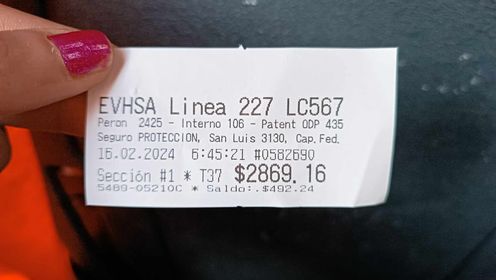 EVHSA Linea 227 LC567
Peron 2425 - Interno 106 - Patent ODP 435
Seguro PROTECCION, San Luis 3130, Cap. Fed.
16.02.2024 6:45:21 #0582690
Sección #1 * T37 $2869.16
5489-05210C * Saldo:.$492.24